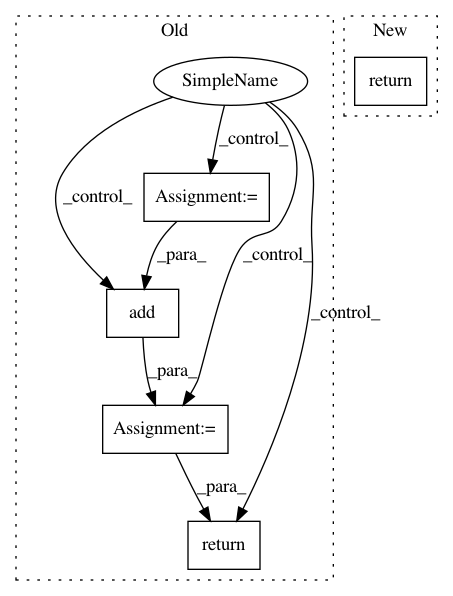 Old
New
SimpleName
return
_control_
_control_
Assignment:=
_para_
_control_
_control_
add
_para_
Assignment:=
_para_
return